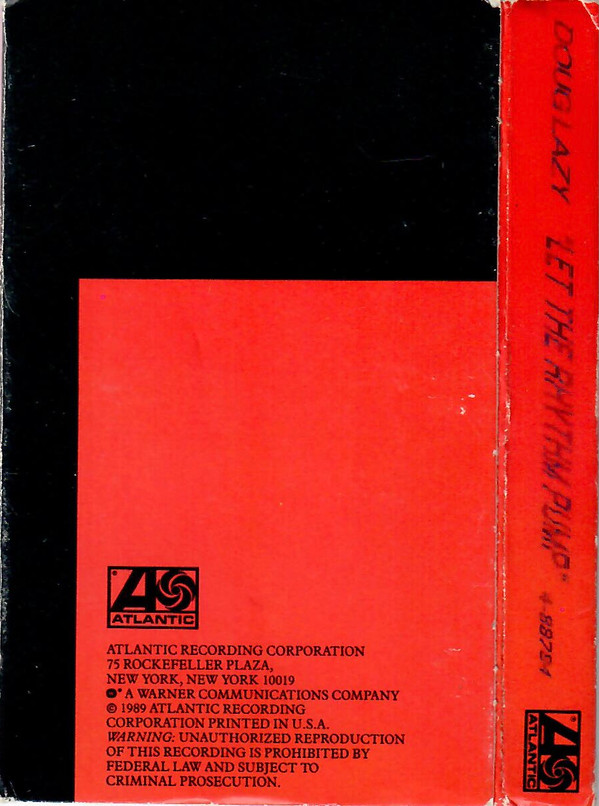 ATLANTIC
ATLANTIC RECORDING CORPORATION
75 ROCKEFELLER PLAZA,
NEW YORK, NEW YORK 10019
® A WARNER COMMUNICATIONS COMPANY
© 1989 ATLANTIC RECORDING
CORPORATION PRINTED IN U.S.A.
WARNING: UNAUTHORIZED REPRODUCTION
OF THIS RECORDING IS PROHIBITED BY
FEDERAL LAW AND SUBJECT TO
CRIMINAL PROSECUTION.
DOUG LAZY "LET THE RHYTHM PUMP"
ATLANTIC